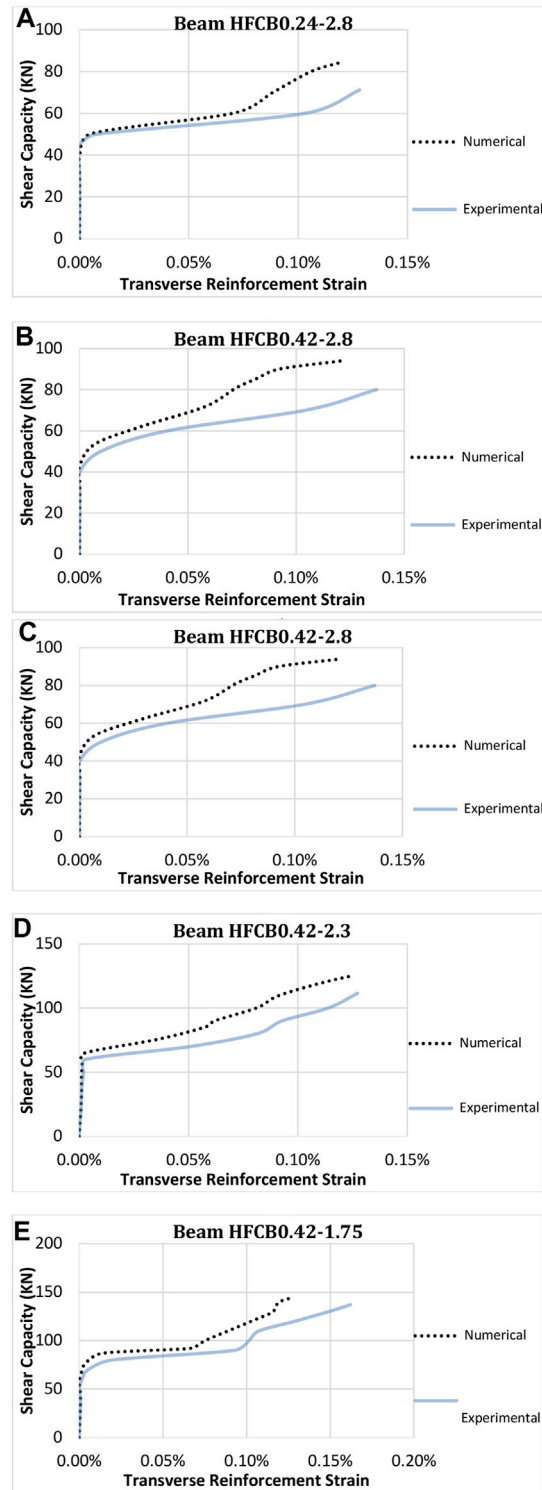 A
Beam HFCB0.24-2.8
Shear Capacity (KN)
100
80
60
40
20
0
0.00%
0.05%
0.10%
0.15%
Transverse Reinforcement Strain
Numerical
Experimental
B
Beam HFCB0.42-2.8
Shear Capacity (KN)
100
80
60
40
20
0
0.00%
0.05%
0.10%
0.15%
Transverse Reinforcement Strain
Numerical
Experimental
C
Beam HFCB0.42-2.8
Shear Capacity (KN)
100
80
60
40
20
0
0.00%
0.05%
0.10%
0.15%
Transverse Reinforcement Strain
Numerical
Experimental
D
Beam HFCB0.42-2.3
Shear Capacity (KN)
150
100
50
0
0.00%
0.05%
0.10%
0.15%
Transverse Reinforcement Strain
Numerical
Experimental
E
Beam HFCB0.42-1.75
Shear Capacity (KN)
200
150
100
50
0
0.00%
0.05%
0.10%
0.15%
0.20%
Transverse Reinforcement Strain
Numerical
Experimental